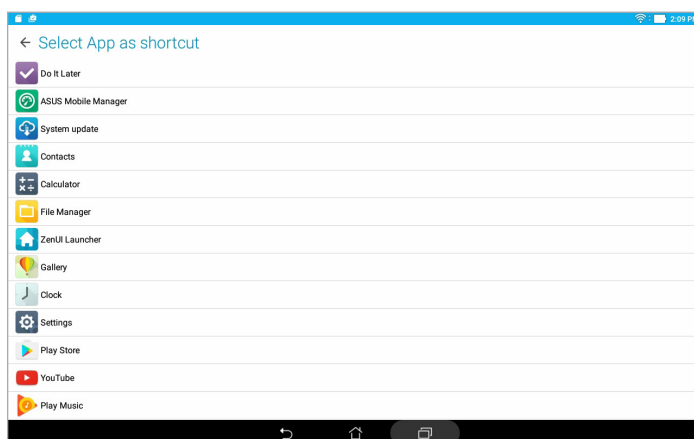 2:09 PM
Select App as shortcut
Do It Later
ASUS Mobile Manager
System update
Contacts
Calculator
File Manager
ZenUI Launcher
Gallery
Clock
Settings
Play Store
YouTube
Play Music